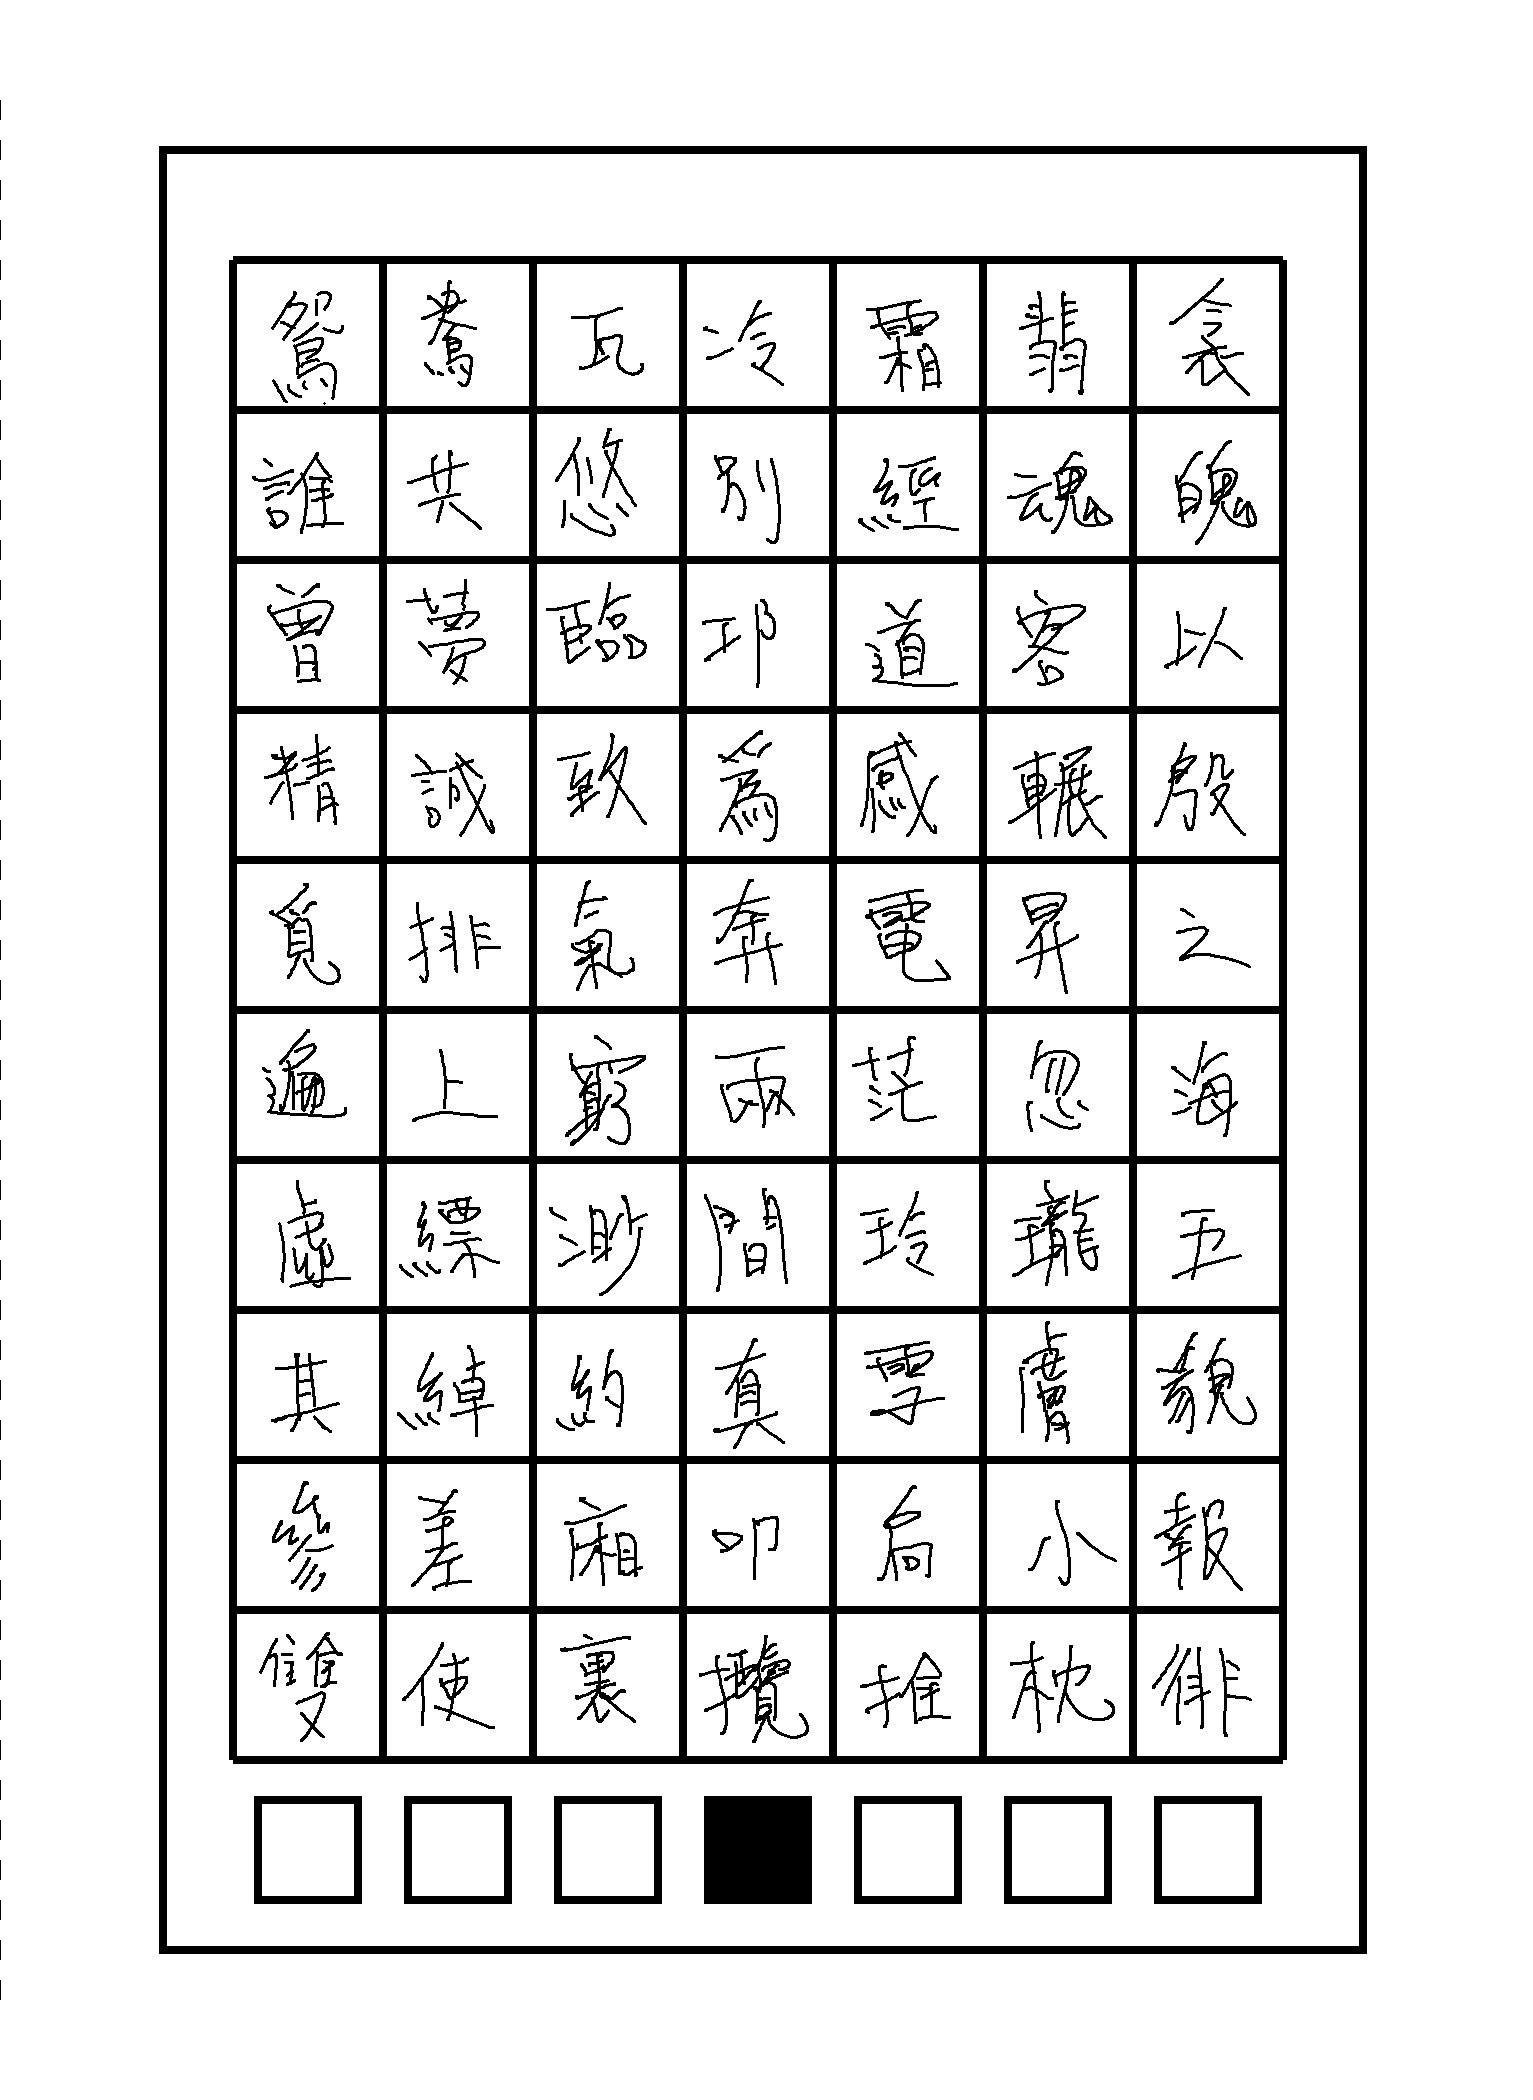 鴛鴦瓦冷霜翡衾
誰共悠別經魂魄
曾夢臨邛道客以
精誠致爲感輾殷
覓排氣奔電昇之
遍上窮兩茫忽海
虛縹渺間玲瓏五
其綽約真雪膚貌
參差廂叩扃小報
雙使裏攬推枕徘